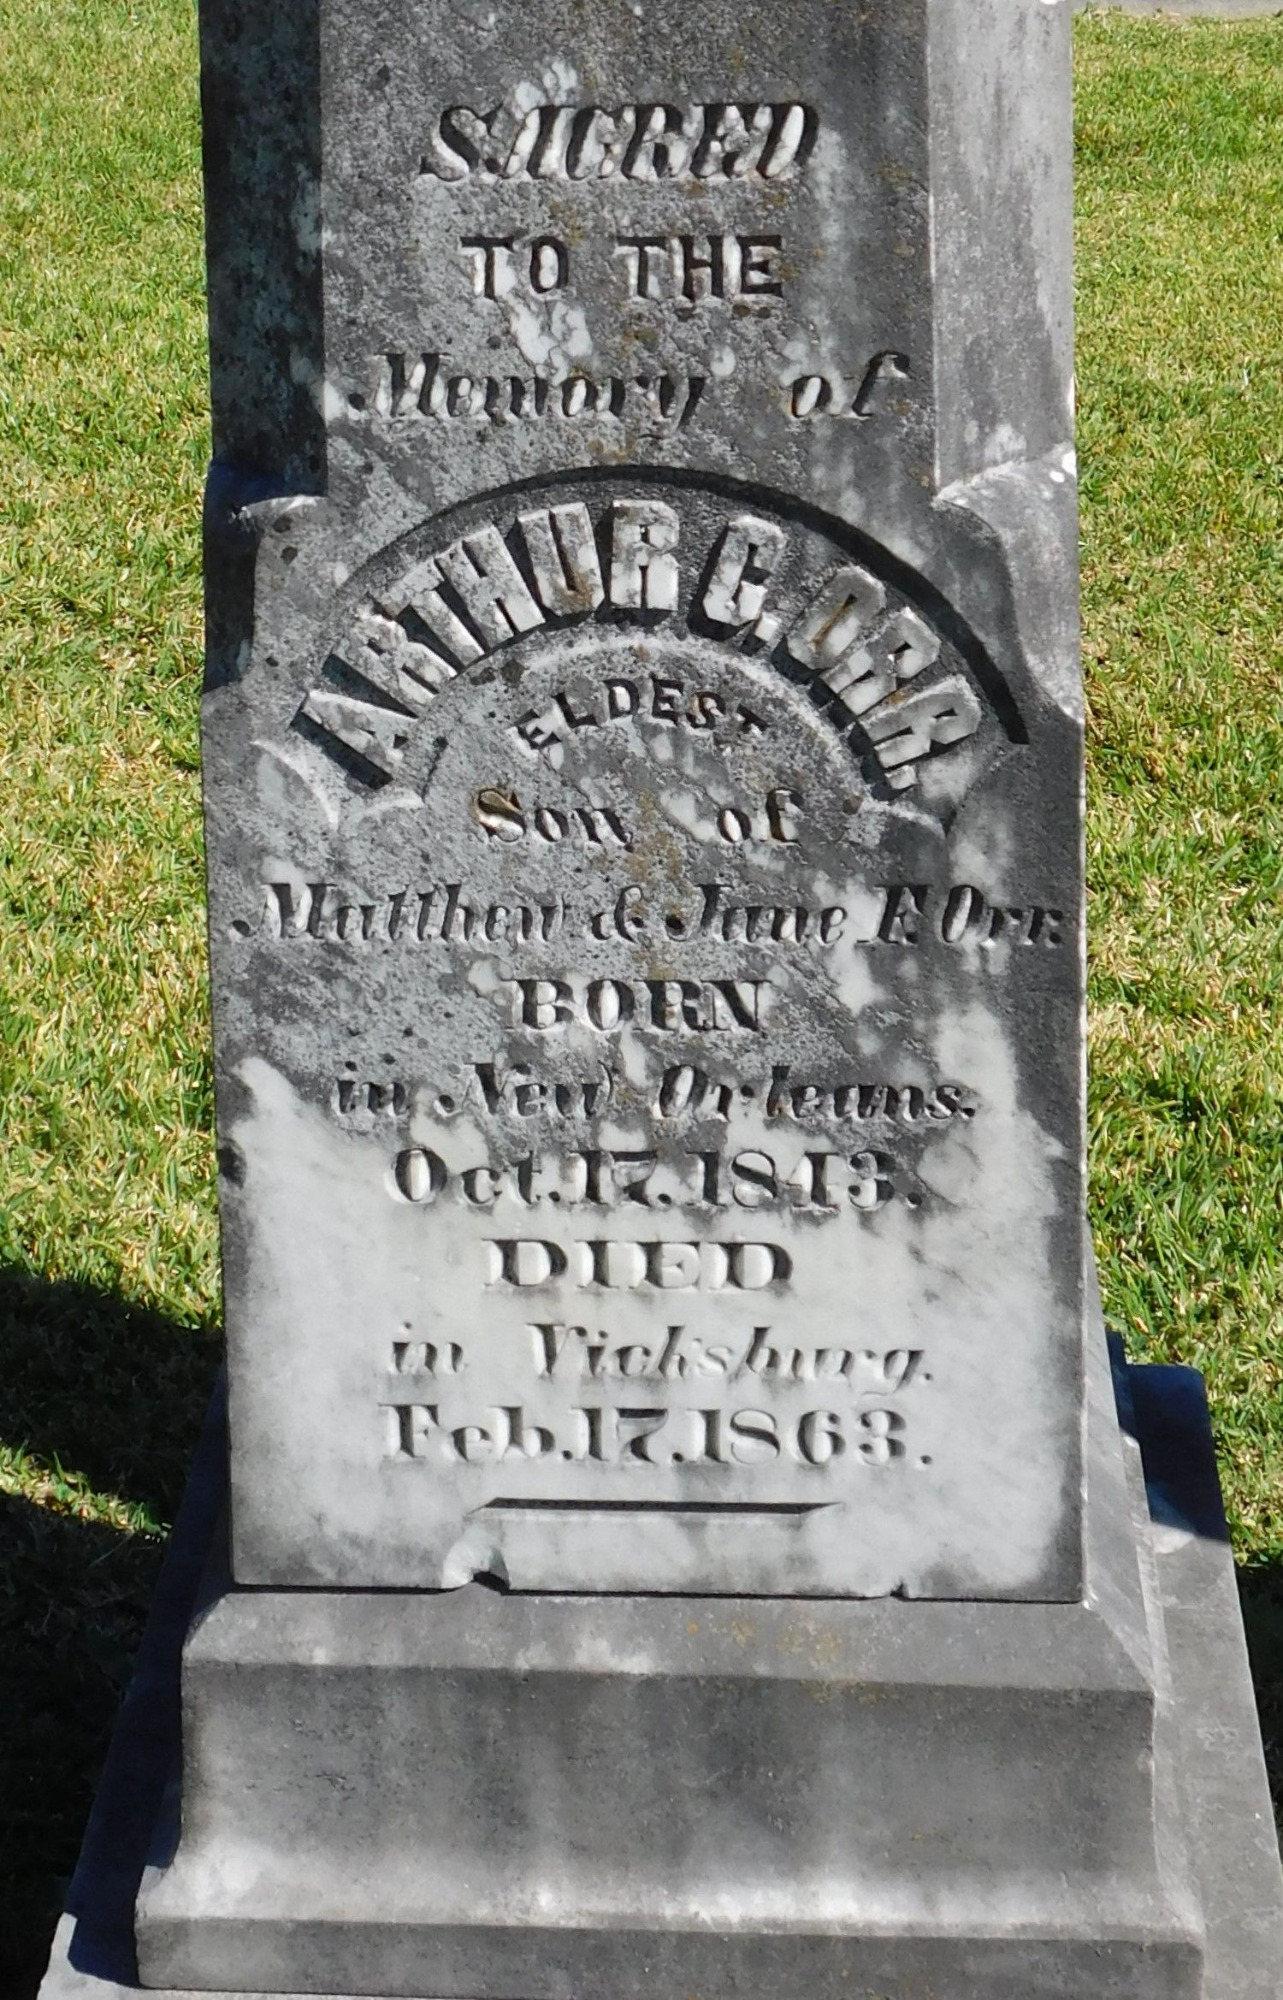 SACRED
TO THE
Memory of
ARTHUR G. ORR.
ELDEST
Son of
Matthew & Jane F. Orr.
BORN
in New Orleans.
Oct. 17. 1843.
DIED
in Vicksburg.
Feb. 17. 1863.